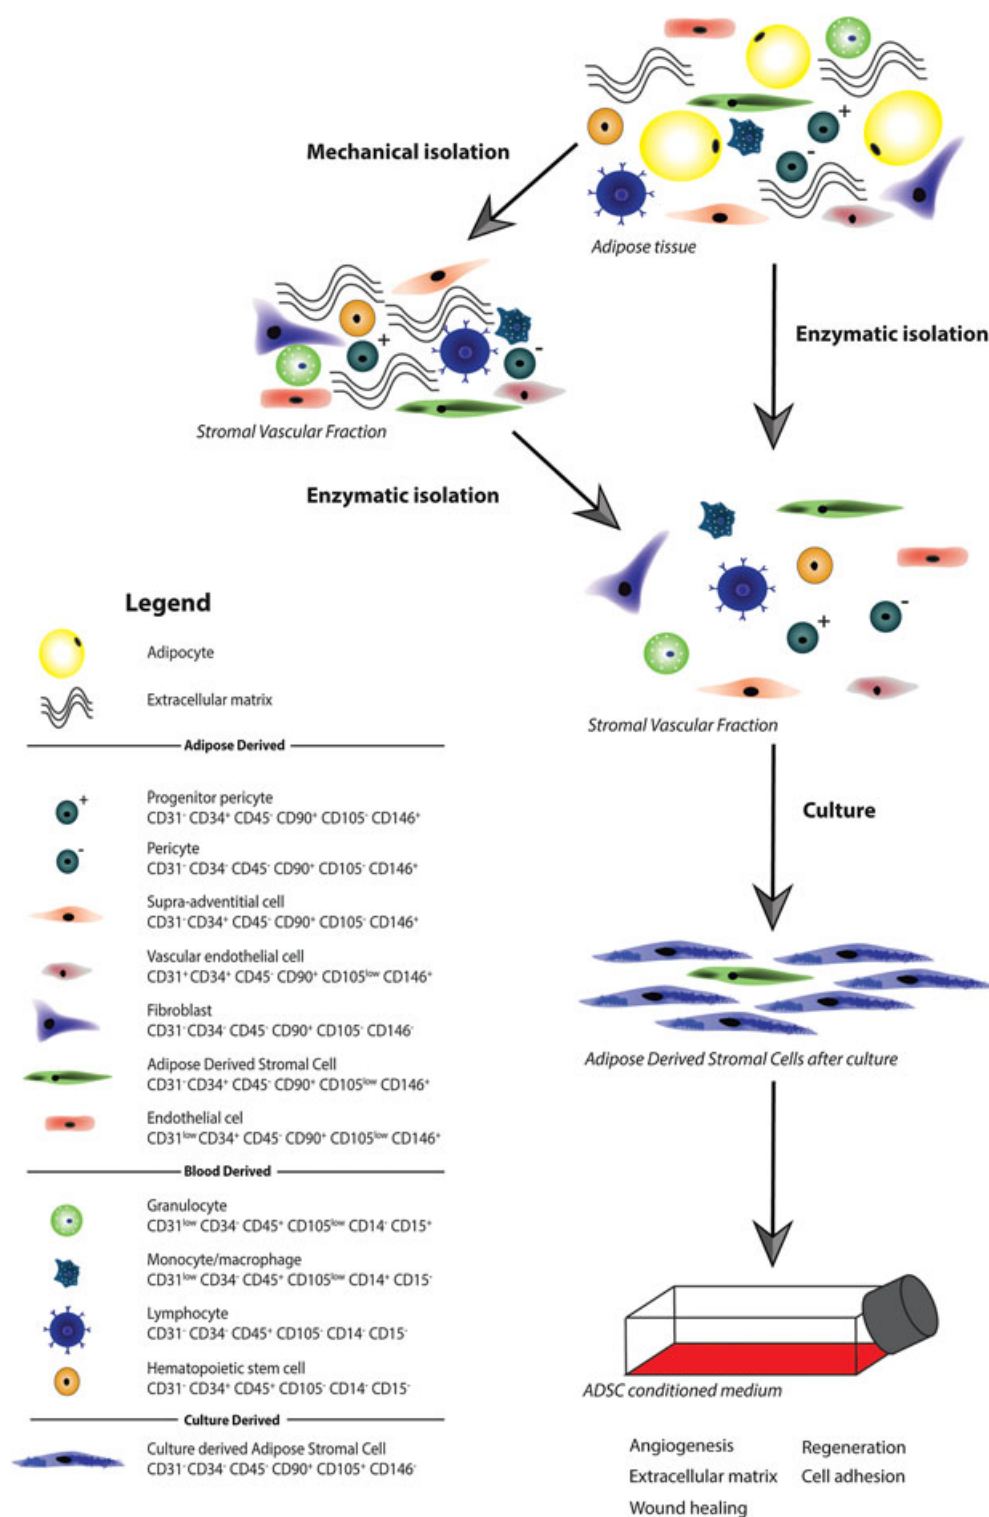 Mechanical isolation
Adipose tissue
Enzymatic isolation
Stromal Vascular Fraction
Enzymatic isolation
Stromal Vascular Fraction
Culture
Adipose Derived Stromal Cells after culture
ADSC conditioned medium
Angiogenesis Regeneration
Extracellular matrix Cell adhesion
Wound healing
Legend
Adipocyte
Extracellular matrix
Adipose Derived
+
Progenitor pericyte
CD31⁻ CD34⁺ CD45⁻ CD90⁺ CD105⁻ CD146⁺
-
Pericyte
CD31⁻ CD34⁻ CD45⁻ CD90⁺ CD105⁻ CD146⁺
Supra-adventitial cell
CD31⁻ CD34⁺ CD45⁻ CD90⁺ CD105⁻ CD146⁺
Vascular endothelial cell
CD31⁺ CD34⁺ CD45⁻ CD90⁺ CD105ˡᵒʷ CD146⁺
Fibroblast
CD31⁻ CD34⁻ CD45⁻ CD90⁺ CD105⁻ CD146⁻
Adipose Derived Stromal Cell
CD31⁻ CD34⁺ CD45⁻ CD90⁺ CD105ˡᵒʷ CD146⁺
Endothelial cel
CD31ˡᵒʷ CD34⁺ CD45⁻ CD90⁺ CD105ˡᵒʷ CD146⁺
Blood Derived
Granulocyte
CD31ˡᵒʷ CD34⁻ CD45⁺ CD105ˡᵒʷ CD14⁻ CD15⁺
Monocyte/macrophage
CD31ˡᵒʷ CD34⁻ CD45⁺ CD105ˡᵒʷ CD14⁺ CD15⁻
Lymphocyte
CD31⁻ CD34⁻ CD45⁺ CD105⁻ CD14⁻ CD15⁻
Hematopoietic stem cell
CD31⁻ CD34⁺ CD45⁺ CD105⁻ CD14⁻ CD15⁻
Culture Derived
Culture derived Adipose Stromal Cell
CD31⁻ CD34⁻ CD45⁻ CD90⁺ CD105⁺ CD146⁻